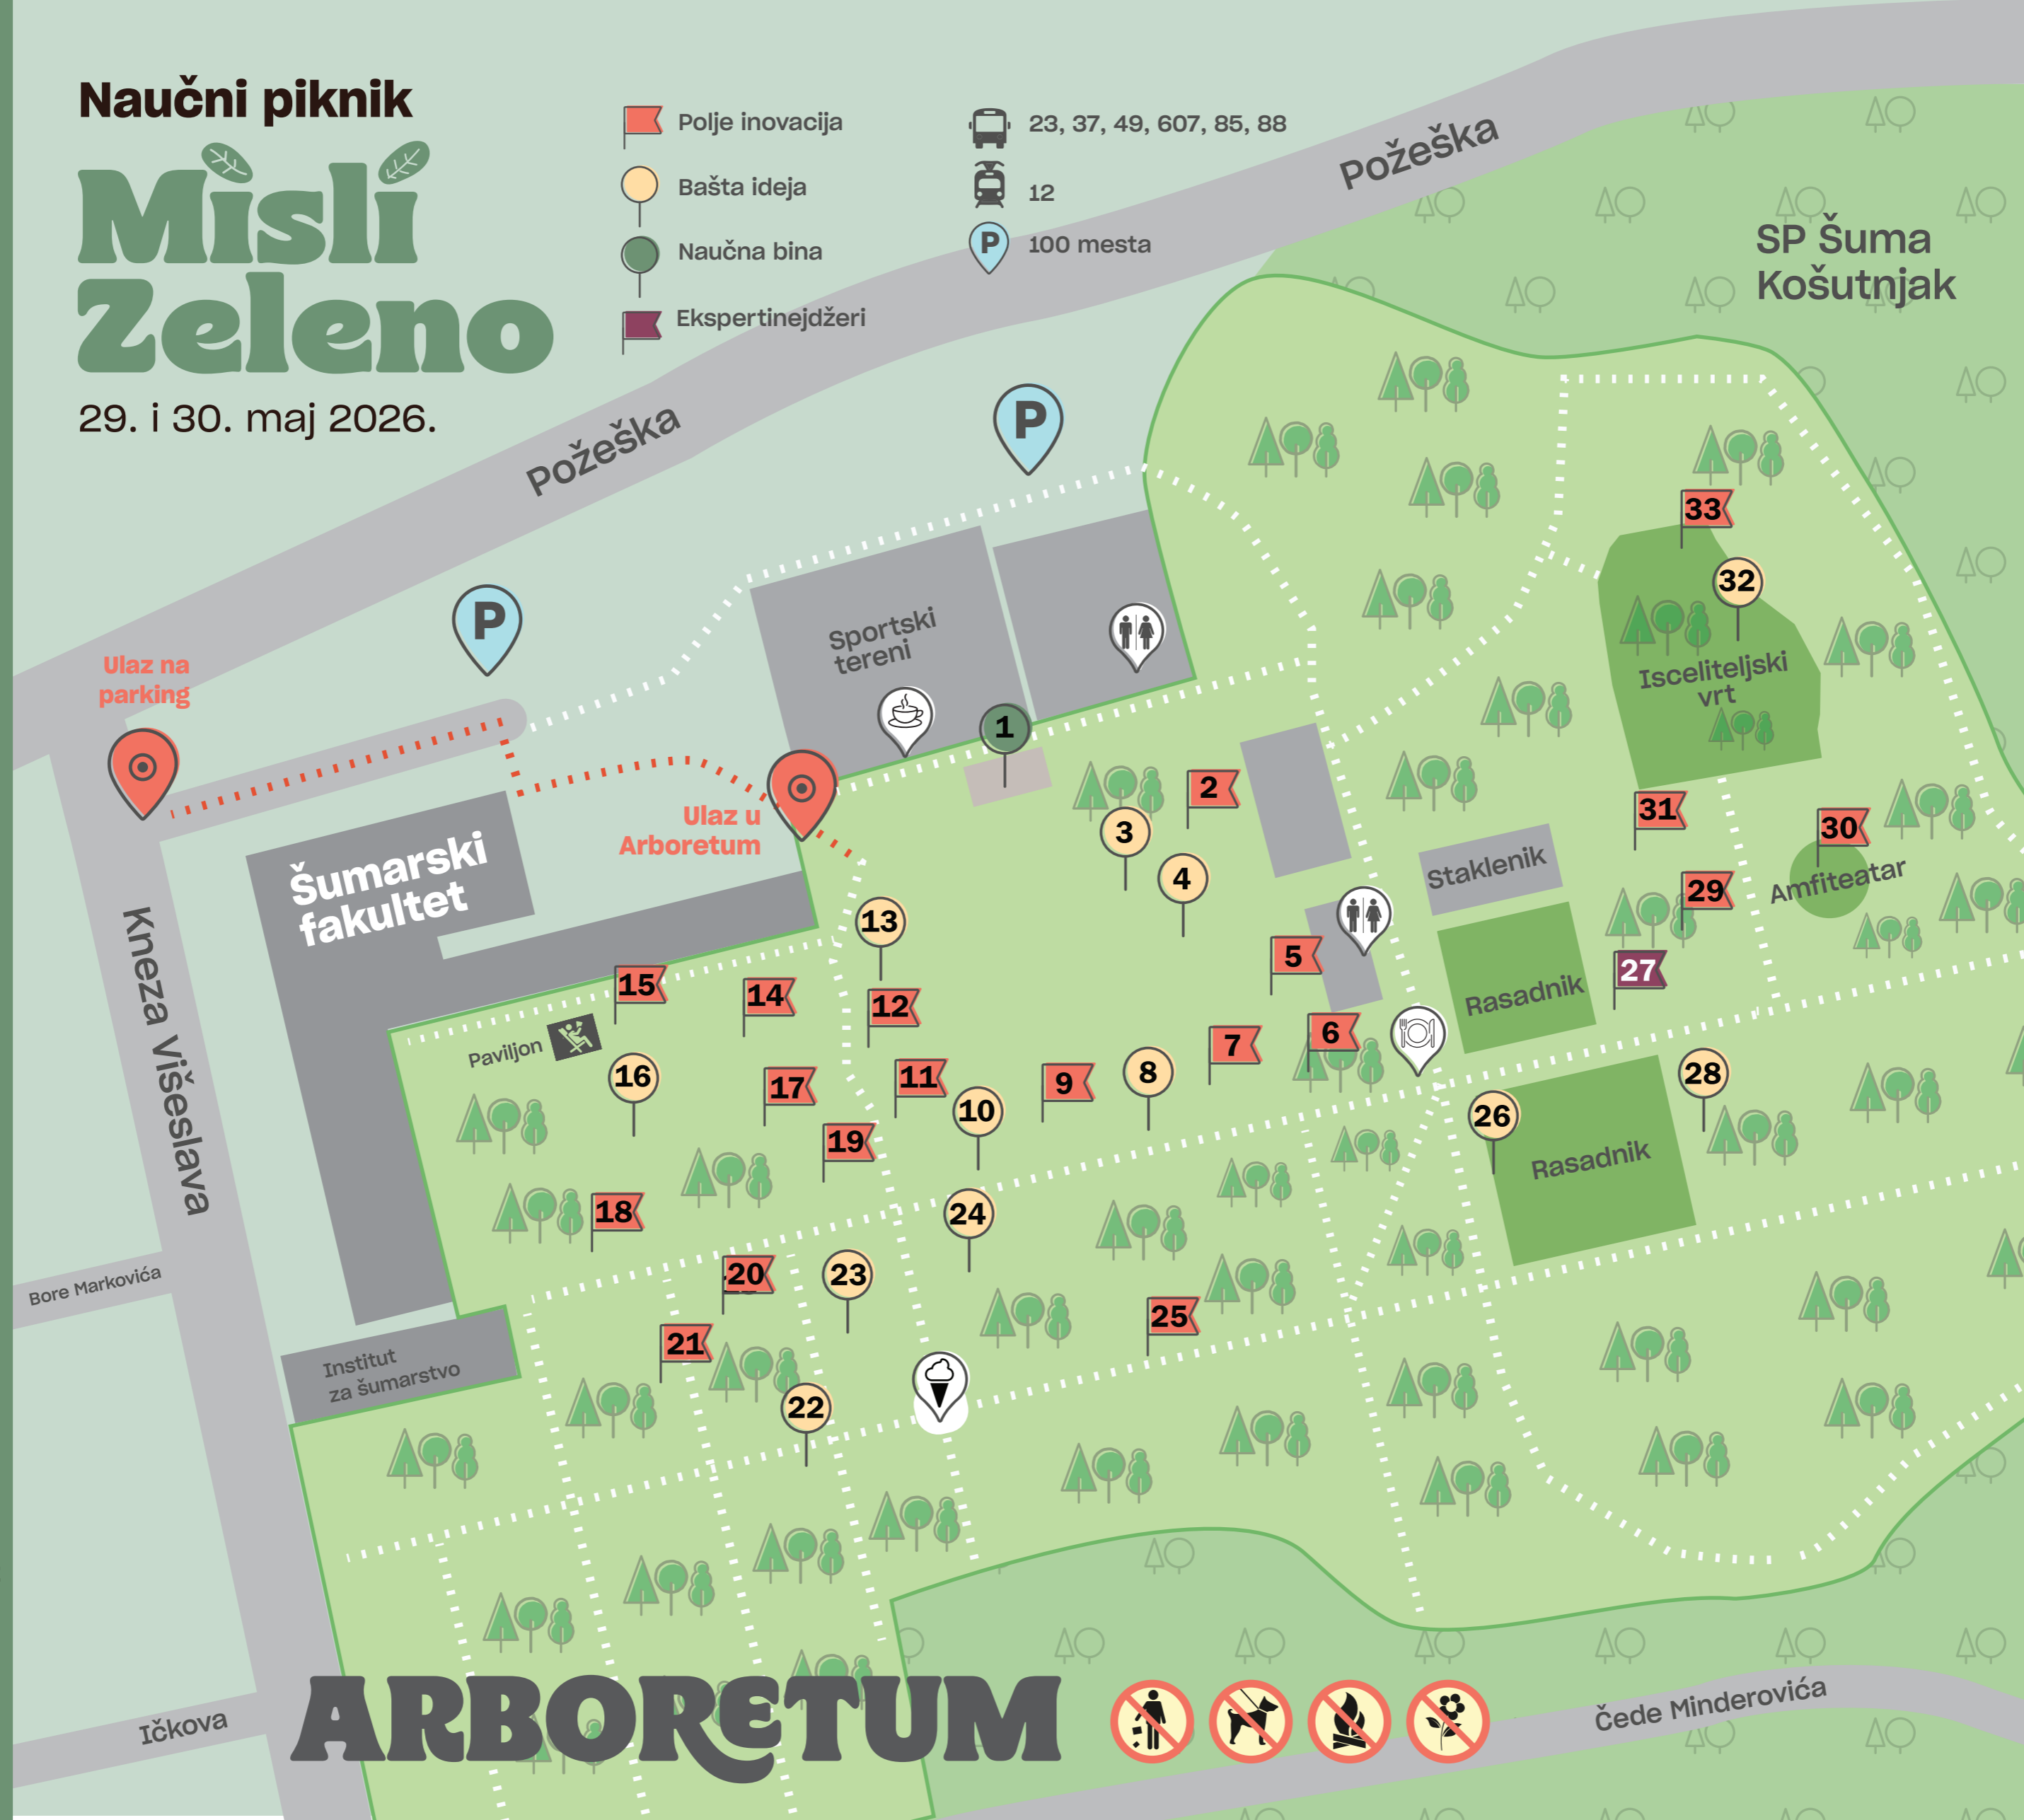 Naučni piknik
Misli
Zeleno
29. i 30. maj 2026.
Polje inovacija
Bašta ideja
Naučna bina
Ekspertinejdžeri
23, 37, 49, 607, 85, 88
12
P 100 mesta
Požeška
Požeška
SP Šuma
Košutnjak
P
P
Ulaz na
parking
Sportski
tereni
33
32
Isceliteljski
vrt
1
2
3
4
Ulaz u
Arboretum
31
30
Amfiteatar
29
27
Staklenik
Šumarski
fakultet
Kneza Višeslava
13
5
15
14
12
Rasadnik
Paviljon
6
7
16
17
11
10
9
8
28
26
Rasadnik
19
18
24
20
23
Bore Markovića
21
25
Institut
za šumarstvo
22
ARBORETUM
Ičkova
Čede Minderovića